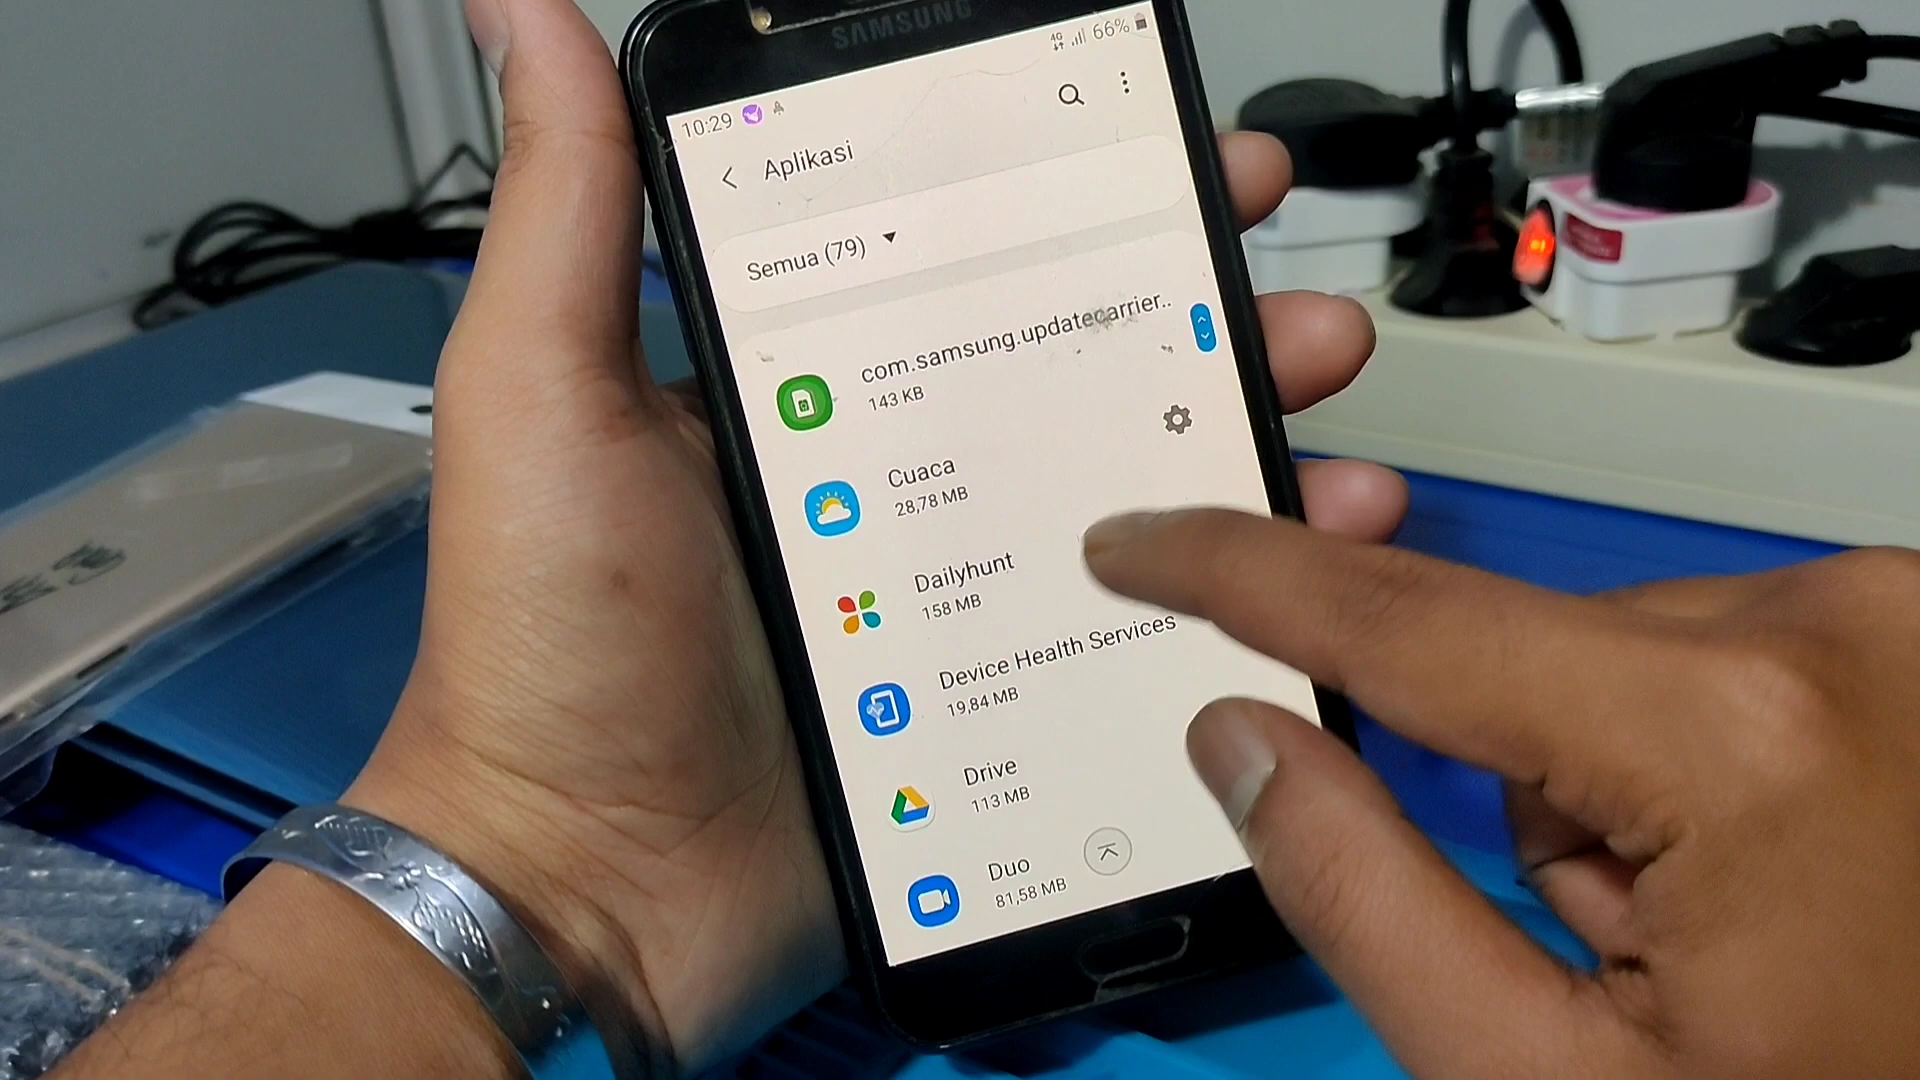 SAMSUNG
10:29
4G
66%
Aplikasi
Semua (79)
com.samsung.updatecarrier..
143 KB
Cuaca
28,78 MB
Dailyhunt
158 MB
Device Health Services
19,84 MB
Drive
113 MB
Duo
81,58 MB